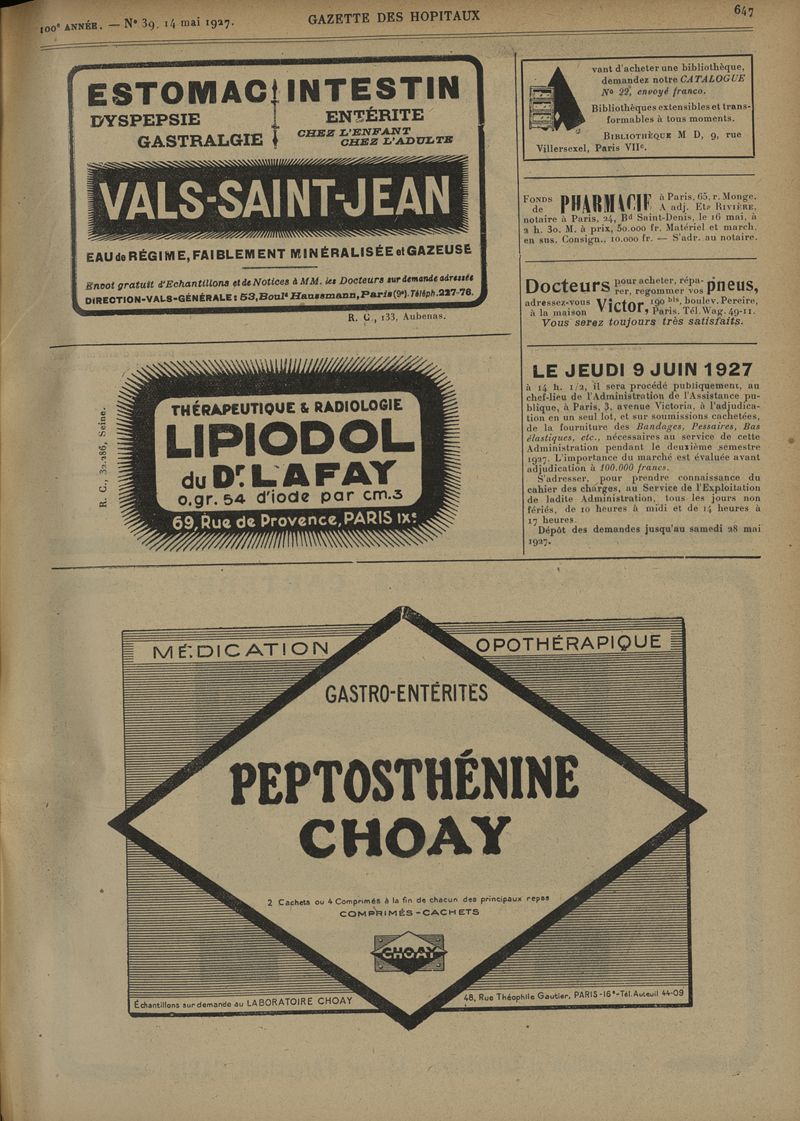 100e ANNÉE. — N° 39. 14 mai 1927.
GAZETTE DES HOPITAUX
647
ESTOMAC INTESTIN
DYSPEPSIE
GASTRALGIE
ENTÉRITE
CHEZ L'ENFANT
CHEZ L'ADULTE
VALS-SAINT-JEAN
EAU de RÉGIME, FAIBLEMENT MINÉRALISÉE et GAZEUSE
Envoi gratuit d'Echantillons et de Notices à MM. les Docteurs sur demande adressée
DIRECTION-VALS-GÉNÉRALE: 53, Boul<sup>d</sup> Haussmann, Paris (9e). Téléph. 227-76.
R. C., 133, Aubenas.
R. C., 32.286, Seine.
THÉRAPEUTIQUE & RADIOLOGIE
LIPIODOL
du Dr. LAFAY
0.gr. 54 d'iode par cm.3
69, Rue de Provence, PARIS IXe
Avant d'acheter une bibliothèque,
demandez notre CATALOGUE
N° 22, envoyé franco.
Bibliothèques extensibles et trans-
formables à tous moments.
BIBLIOTHÈQUE M D, 9, rue
Villersexel, Paris VIIe.
FONDS de PHARMACIE à Paris, 65, r. Monge.
A adj. Ete RIVIÈRE,
notaire à Paris, 24, Bd Saint-Denis, le 16 mai, à
2 h. 30. M. à prix, 50.000 fr. Matériel et march.
en sus. Consign., 10.000 fr. — S'adr. au notaire.
Docteurs pour acheter, répa-
rer, regommer vos pneus,
adressez-vous à la maison Victor, 190 bis, boulev. Pereire,
Paris. Tél. Wag. 49-11.
Vous serez toujours très satisfaits.
LE JEUDI 9 JUIN 1927
à 14 h. 1/2, il sera procédé publiquement, au
chef-lieu de l'Administration de l'Assistance pu-
blique, à Paris, 3, avenue Victoria, à l'adjudica-
tion en un seul lot, et sur soumissions cachetées,
de la fourniture des Bandages, Pessaires, Bas
élastiques, etc., nécessaires au service de cette
Administration pendant le deuxième semestre
1927. L'importance du marché est évaluée avant
adjudication à 100.000 francs.
S'adresser, pour prendre connaissance du
cahier des charges, au Service de l'Exploitation
de ladite Administration, tous les jours non
fériés, de 10 heures à midi et de 14 heures à
17 heures.
Dépôt des demandes jusqu'au samedi 28 mai
1927.
MÉDICATION OPOTHÉRAPIQUE
GASTRO-ENTÉRITES
PEPTOSTHÉNINE
CHOAY
2 Cachets ou 4 Comprimés à la fin de chacun des principaux repas
COMPRIMÉS - CACHETS
CHOAY
Échantillons sur demande au LABORATOIRE CHOAY
48, Rue Théophile Gautier, PARIS-16e-Tél. Auteuil 44-09